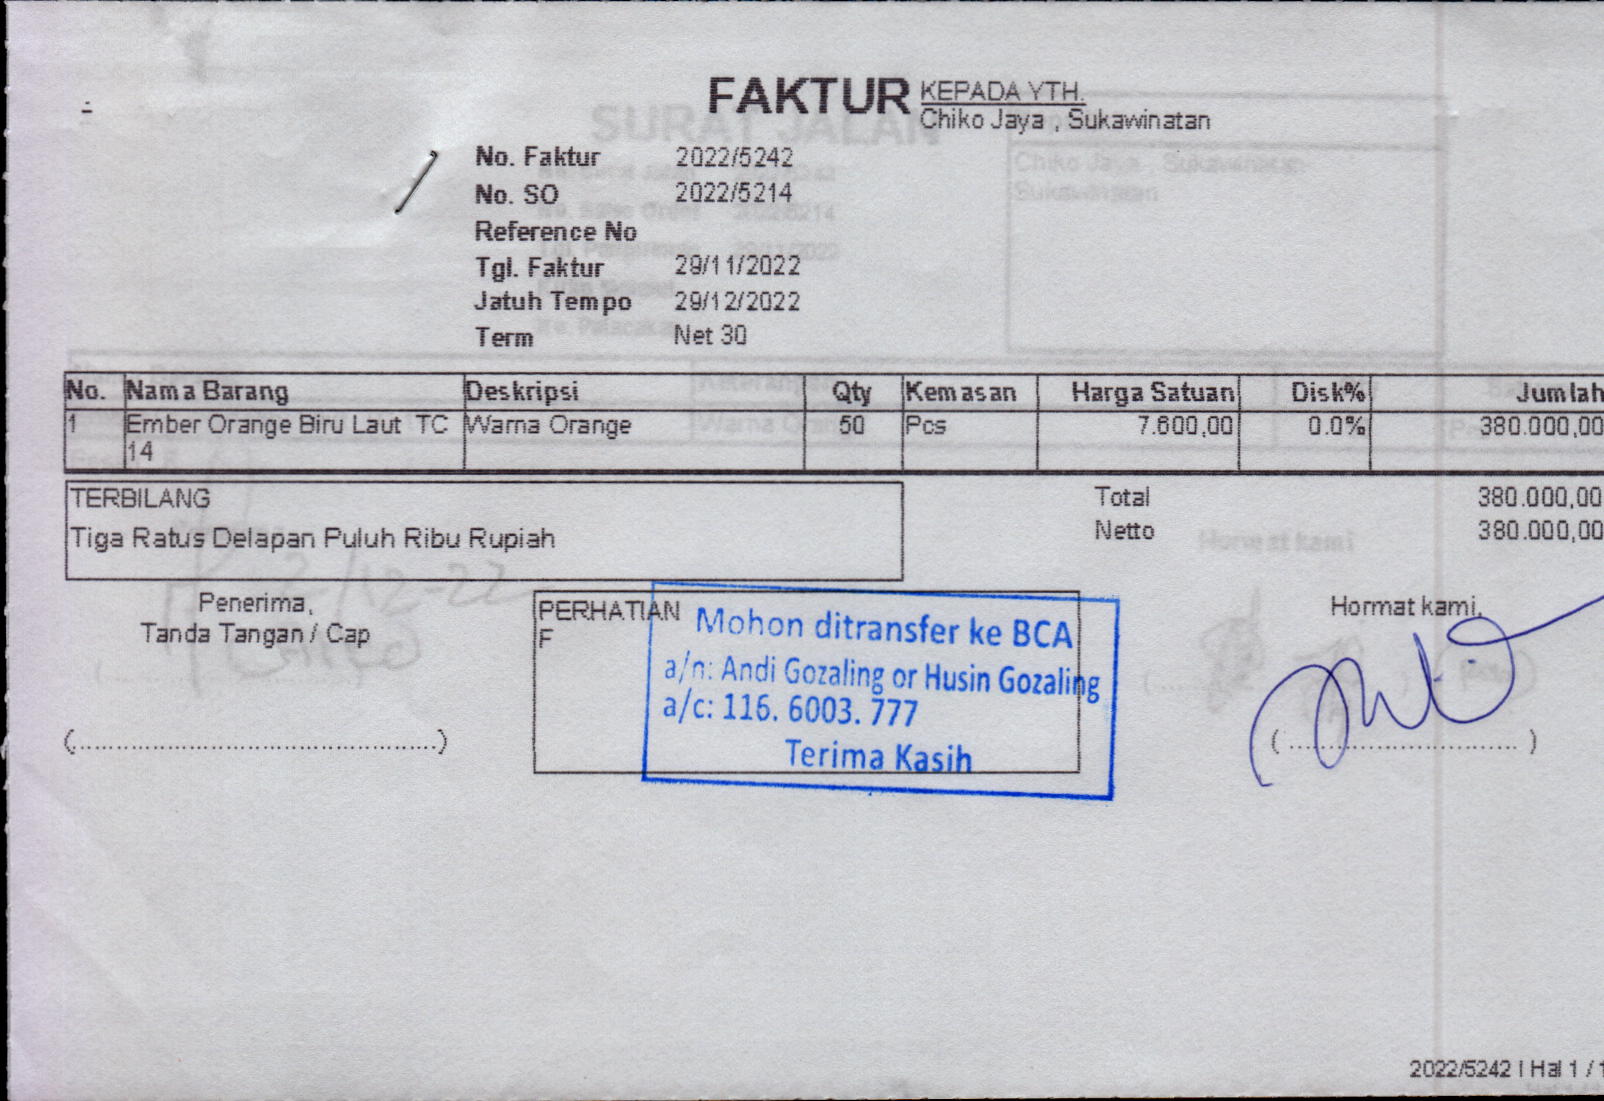 FAKTUR
KEPADA YTH.
Chiko Jaya , Sukawinatan
No. Faktur 2022/5242
No. SO 2022/5214
Reference No
Tgl. Faktur 29/11/2022
Jatuh Tempo 29/12/2022
Term Net 30
No. Nama Barang Deskripsi Qty Kemasan Harga Satuan Disk% Jumlah
1 Ember Orange Biru Laut TC 14 Warna Orange 50 Pcs 7.600,00 0.0% 380.000,00
TERBILANG
Tiga Ratus Delapan Puluh Ribu Rupiah
Total 380.000,00
Netto 380.000,00
Penerima,
Tanda Tangan / Cap
(................................................)
PERHATIAN
F
Mohon ditransfer ke BCA
a/n: Andi Gozaling or Husin Gozaling
a/c: 116. 6003. 777
Terima Kasih
Hormat kami,
( .............................. )
2022/5242 | Hal 1 / 1